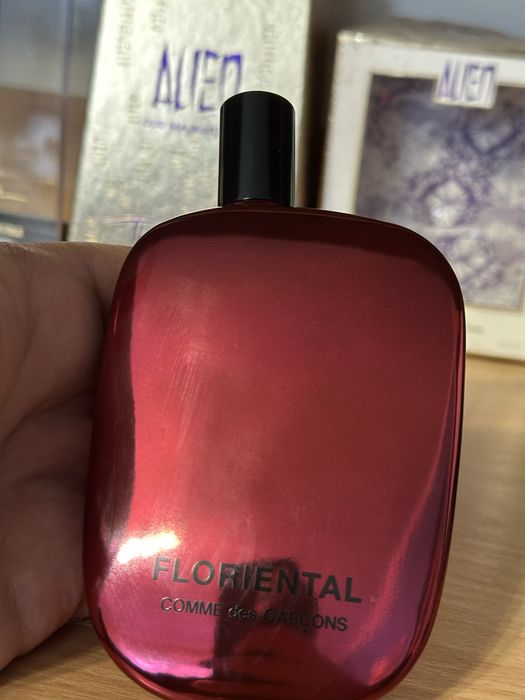 ALIEN
ALIEN
FLORIENTAL
COMME des GARCONS